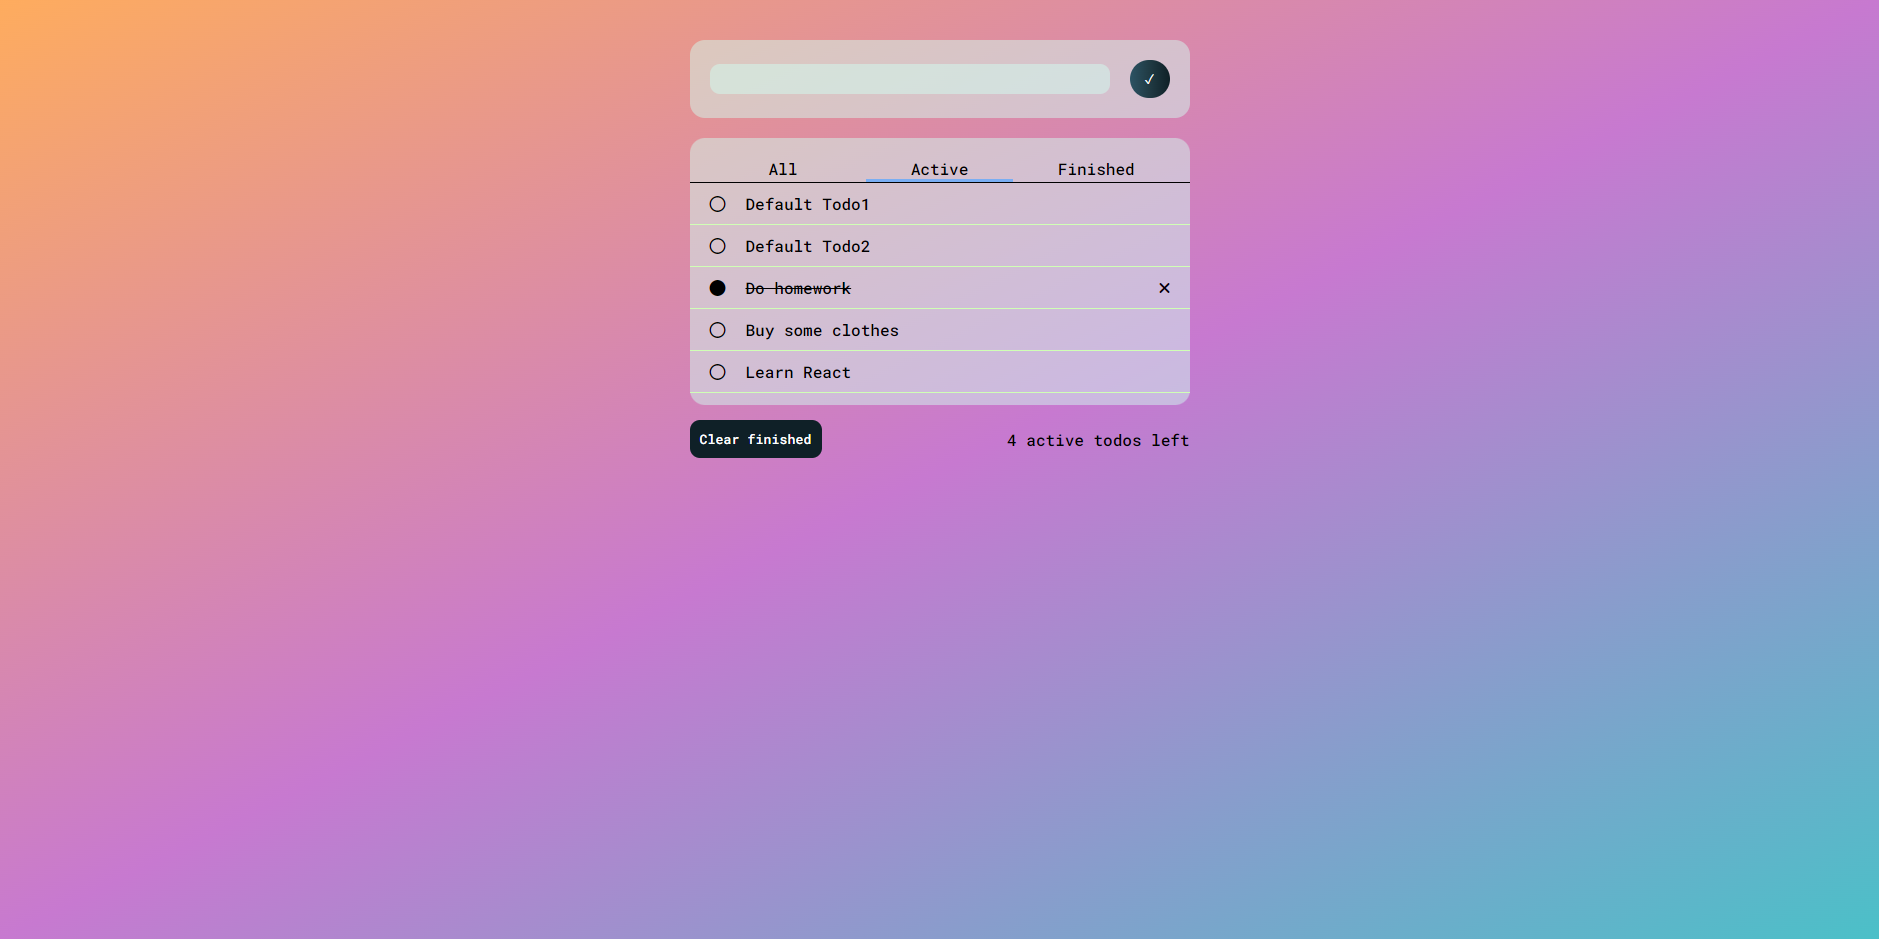 ✓
All Active Finished
Default Todo1
Default Todo2
Do homework ✕
Buy some clothes
Learn React
Clear finished 4 active todos left